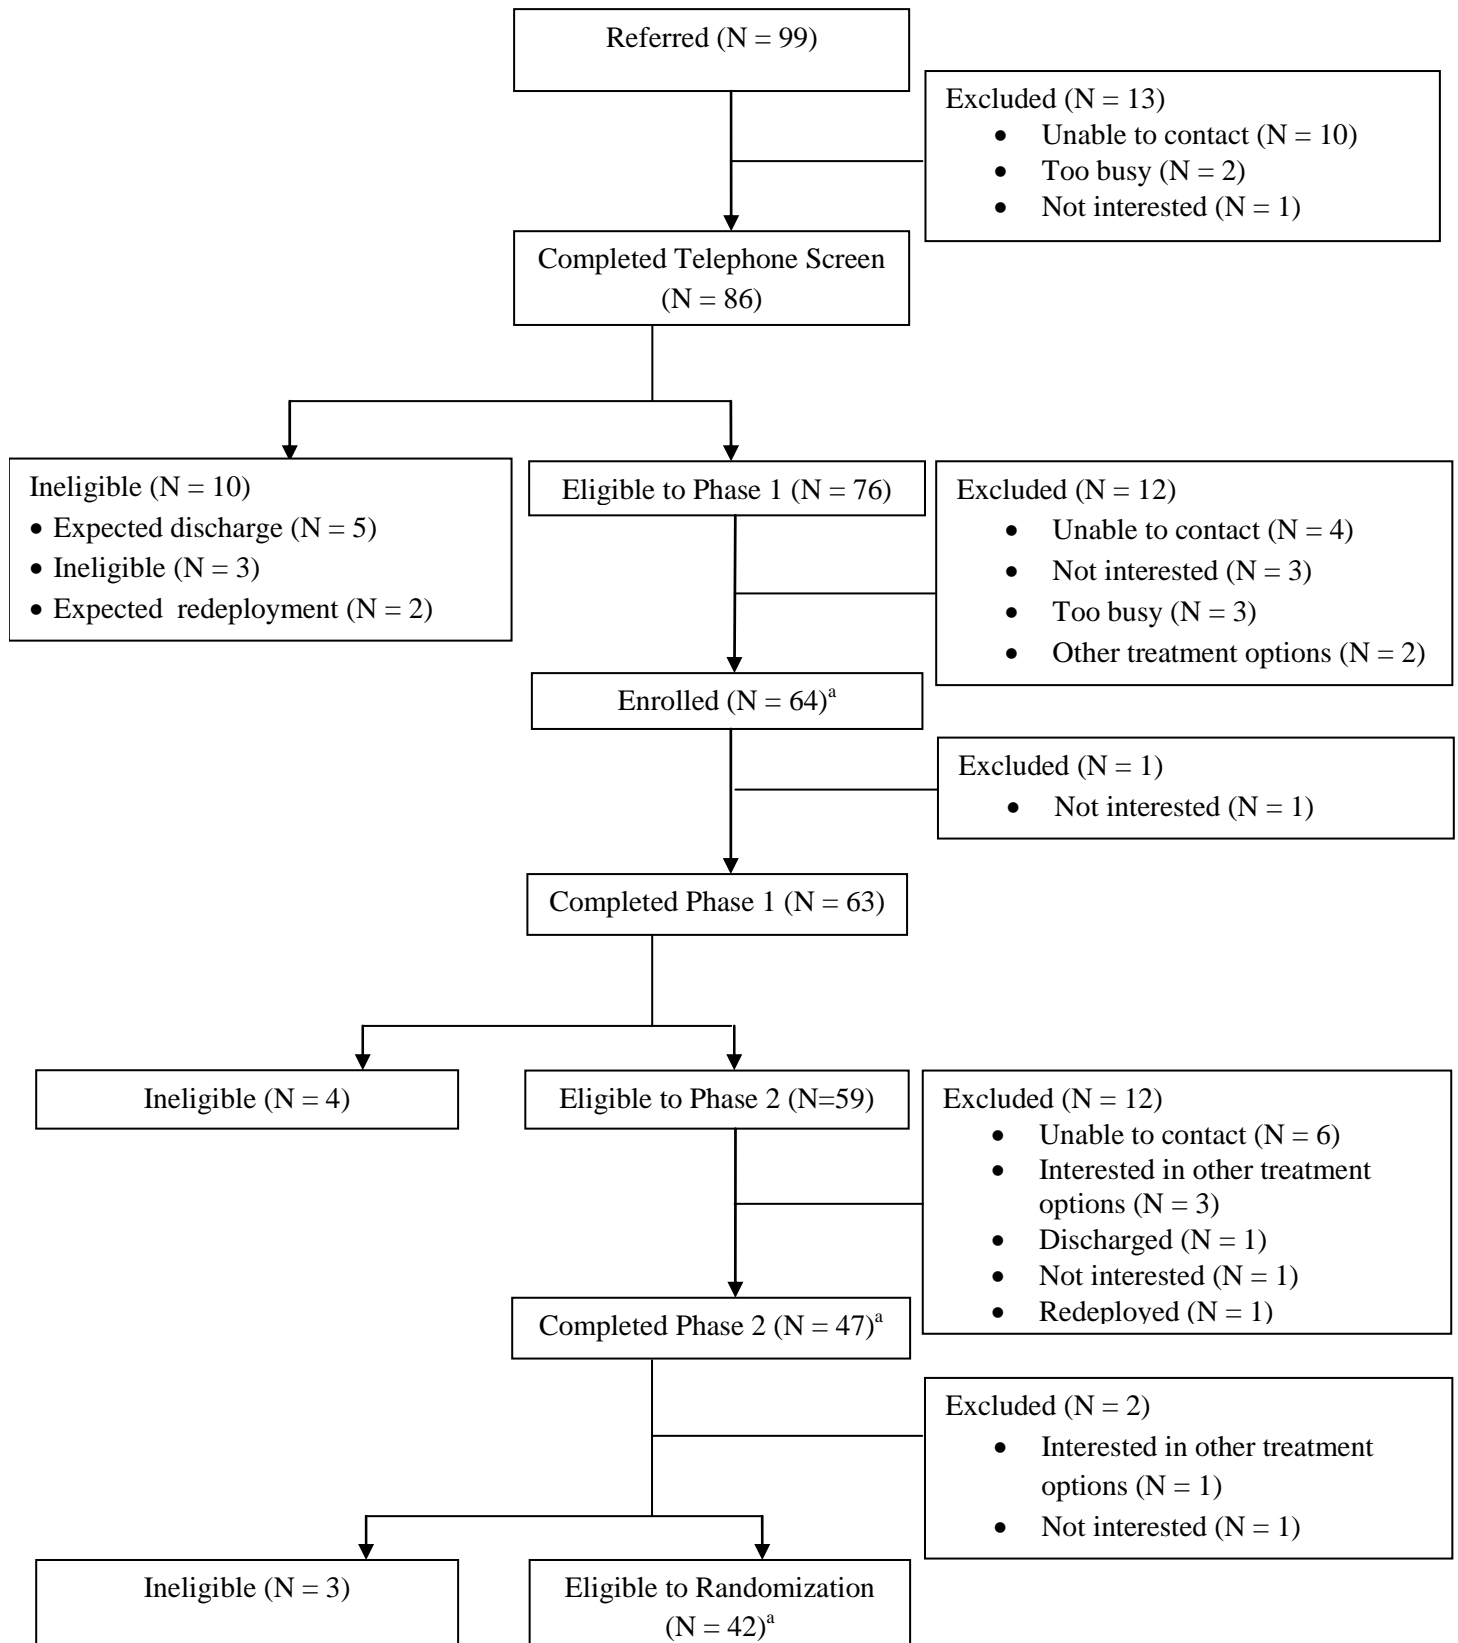 Referred (N = 99)
Excluded (N = 13)
• Unable to contact (N = 10)
• Too busy (N = 2)
• Not interested (N = 1)
Completed Telephone Screen
(N = 86)
Ineligible (N = 10)
• Expected discharge (N = 5)
• Ineligible (N = 3)
• Expected redeployment (N = 2)
Eligible to Phase 1 (N = 76)
Excluded (N = 12)
• Unable to contact (N = 4)
• Not interested (N = 3)
• Too busy (N = 3)
• Other treatment options (N = 2)
Enrolled (N = 64)ᵃ
Excluded (N = 1)
• Not interested (N = 1)
Completed Phase 1 (N = 63)
Ineligible (N = 4)
Eligible to Phase 2 (N=59)
Excluded (N = 12)
• Unable to contact (N = 6)
• Interested in other treatment
options (N = 3)
• Discharged (N = 1)
• Not interested (N = 1)
• Redeployed (N = 1)
Completed Phase 2 (N = 47)ᵃ
Excluded (N = 2)
• Interested in other treatment
options (N = 1)
• Not interested (N = 1)
Ineligible (N = 3)
Eligible to Randomization
(N = 42)ᵃ